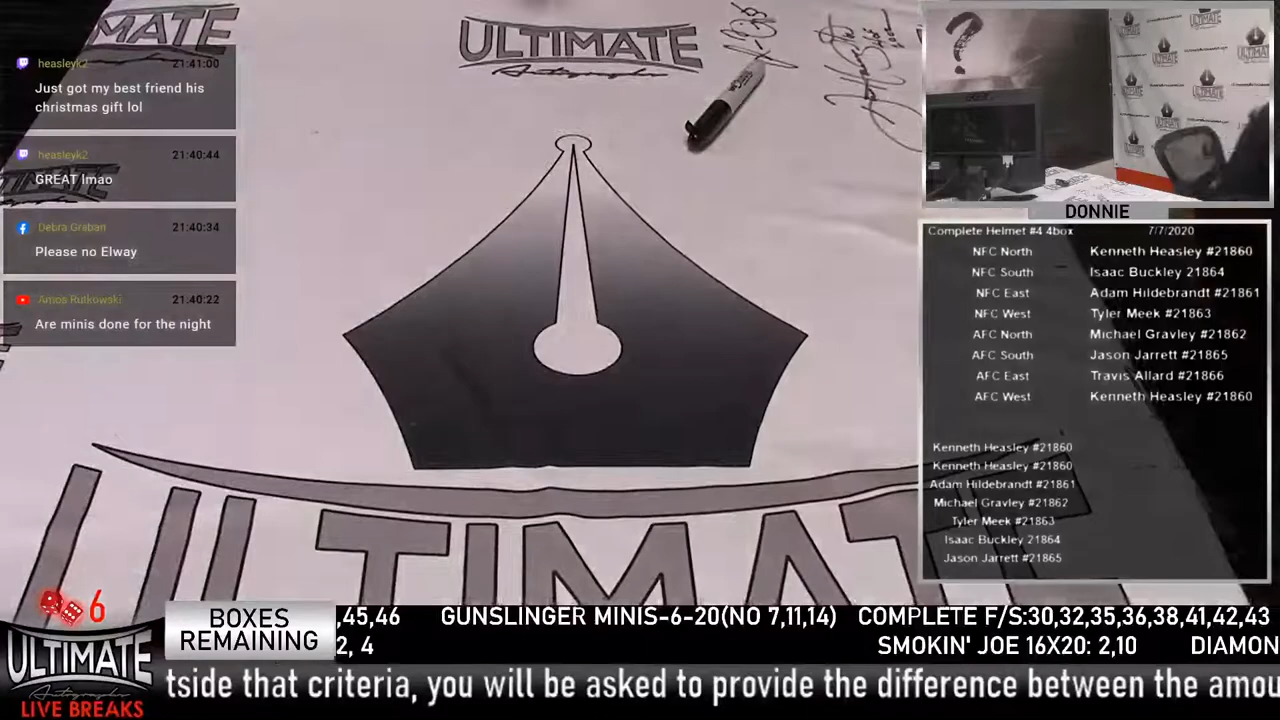 ULTIMATE
Autographs
MATE
heasleyk2 21:41:00
Just got my best friend his
christmas gift lol
heasleyk2 21:40:44
GREAT lmao
Debra Graban 21:40:34
Please no Elway
Amos Rutkowski 21:40:22
Are minis done for the night
DONNIE
Complete Helmet #4 4box 7/7/2020
NFC North Kenneth Heasley #21860
NFC South Isaac Buckley 21864
NFC East Adam Hildebrandt #21861
NFC West Tyler Meek #21863
AFC North Michael Gravley #21862
AFC South Jason Jarrett #21865
AFC East Travis Allard #21866
AFC West Kenneth Heasley #21860
Kenneth Heasley #21860
Kenneth Heasley #21860
Adam Hildebrandt #21861
Michael Gravley #21862
Tyler Meek #21863
Isaac Buckley 21864
Jason Jarrett #21865
ULTIMATE
6
ULTIMATE
Autographs
LIVE BREAKS
BOXES
REMAINING
,45,46 GUNSLINGER MINIS-6-20(NO 7,11,14) COMPLETE F/S:30,32,35,36,38,41,42,43
2, 4 SMOKIN' JOE 16X20: 2,10 DIAMON
tside that criteria, you will be asked to provide the difference between the amou